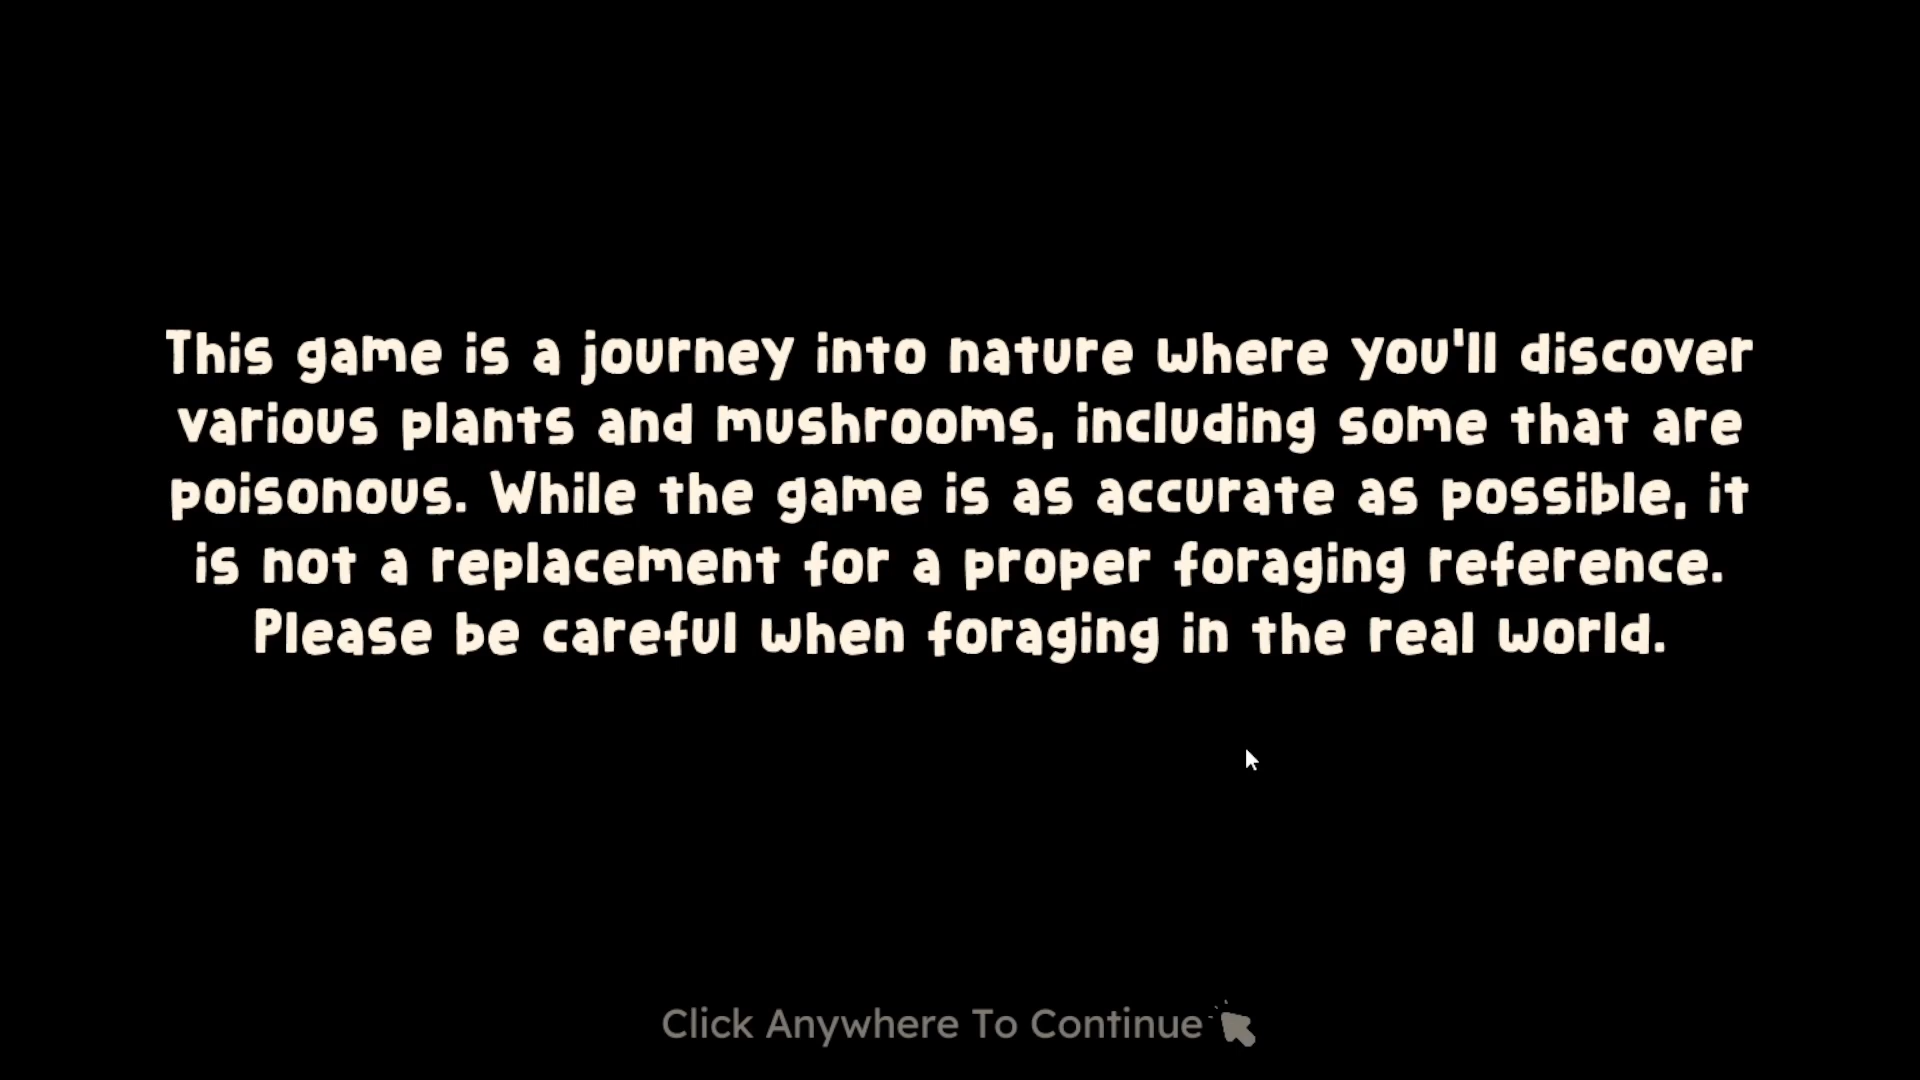 This game is a journey into nature where you'll discover
various plants and mushrooms, including some that are
poisonous. While the game is as accurate as possible, it
is not a replacement for a proper foraging reference.
Please be careful when foraging in the real world.
Click Anywhere To Continue